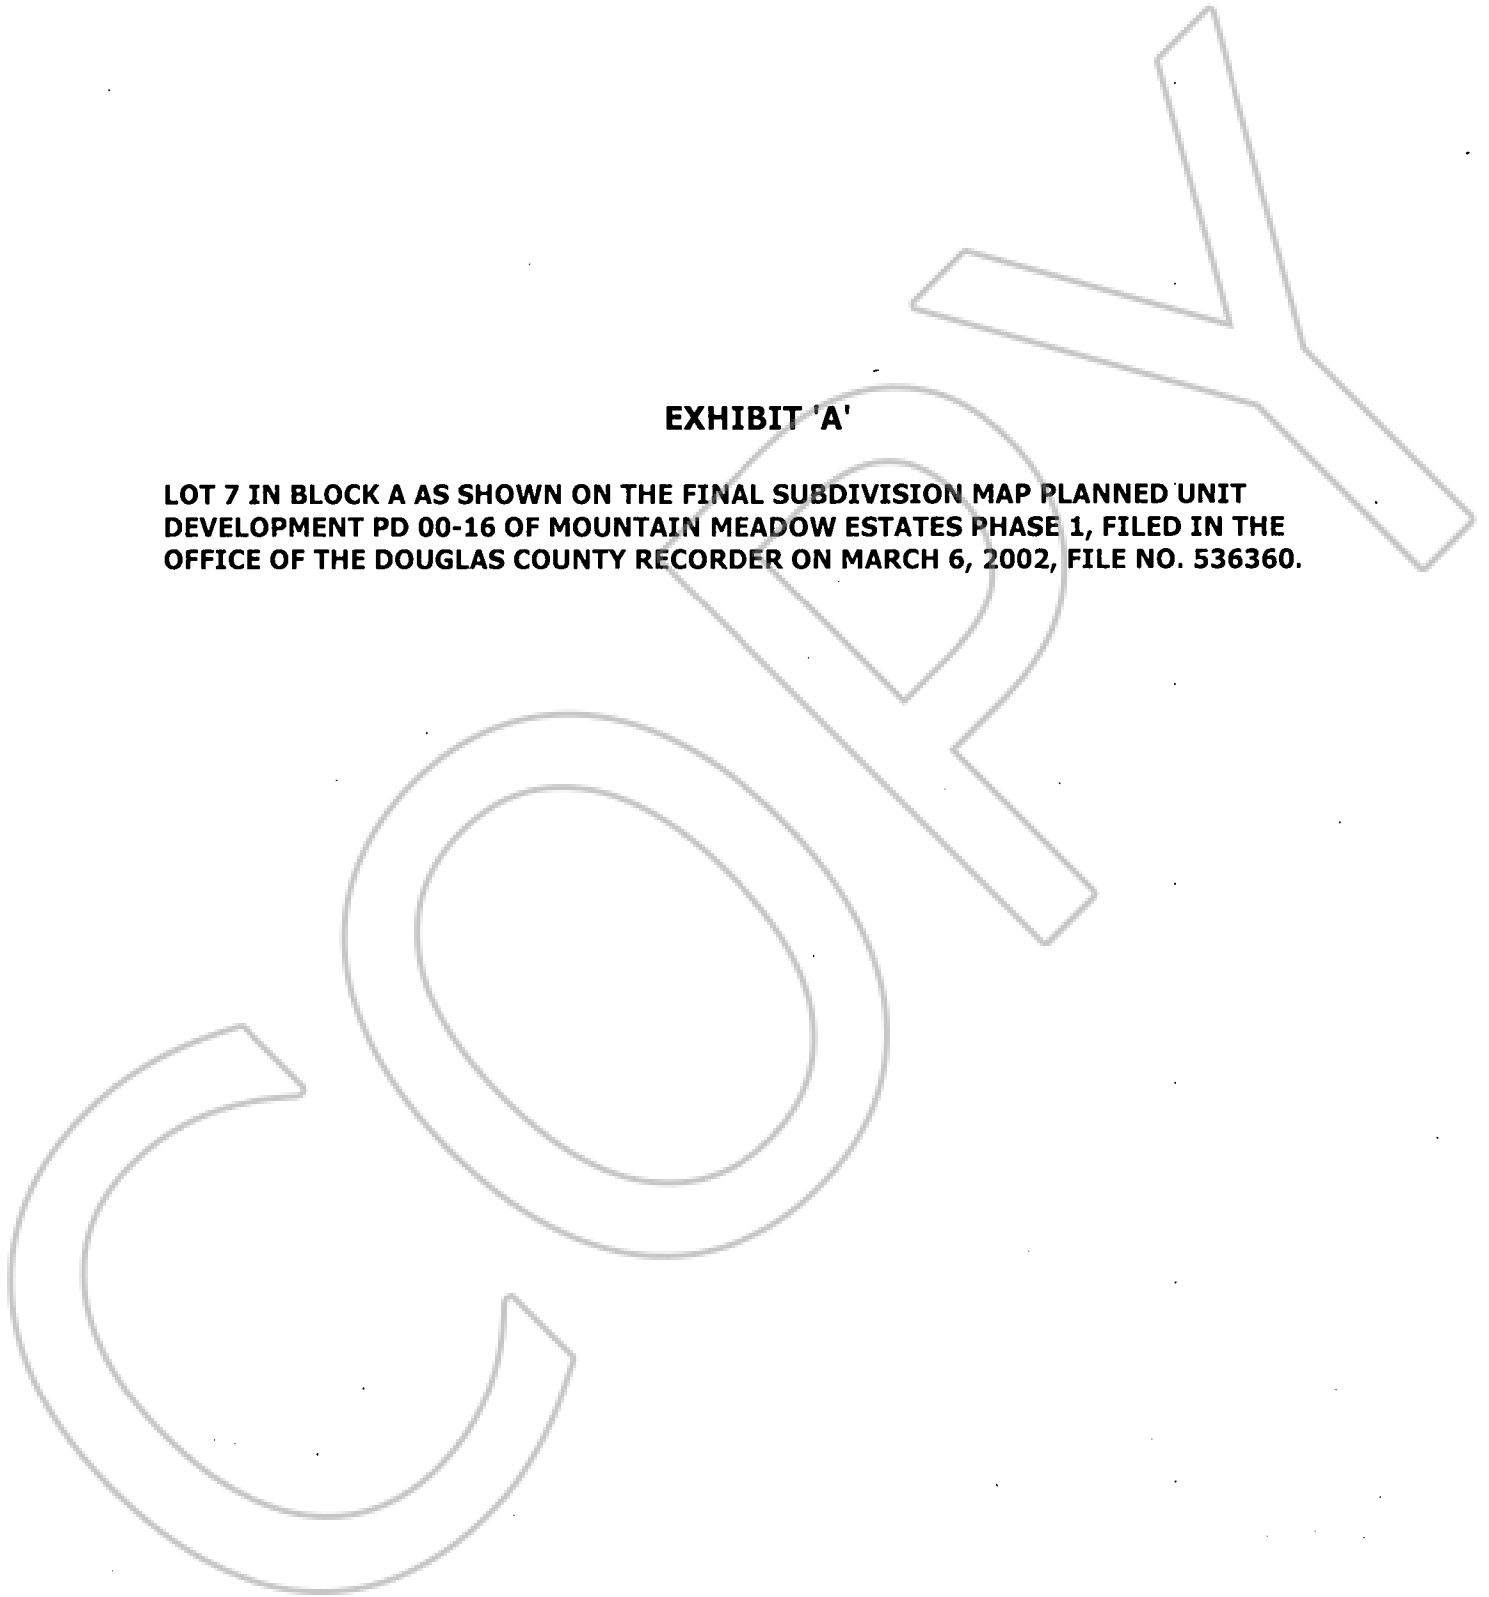 EXHIBIT 'A'
LOT 7 IN BLOCK A AS SHOWN ON THE FINAL SUBDIVISION MAP PLANNED UNIT
DEVELOPMENT PD 00-16 OF MOUNTAIN MEADOW ESTATES PHASE 1, FILED IN THE
OFFICE OF THE DOUGLAS COUNTY RECORDER ON MARCH 6, 2002, FILE NO. 536360.
COPY